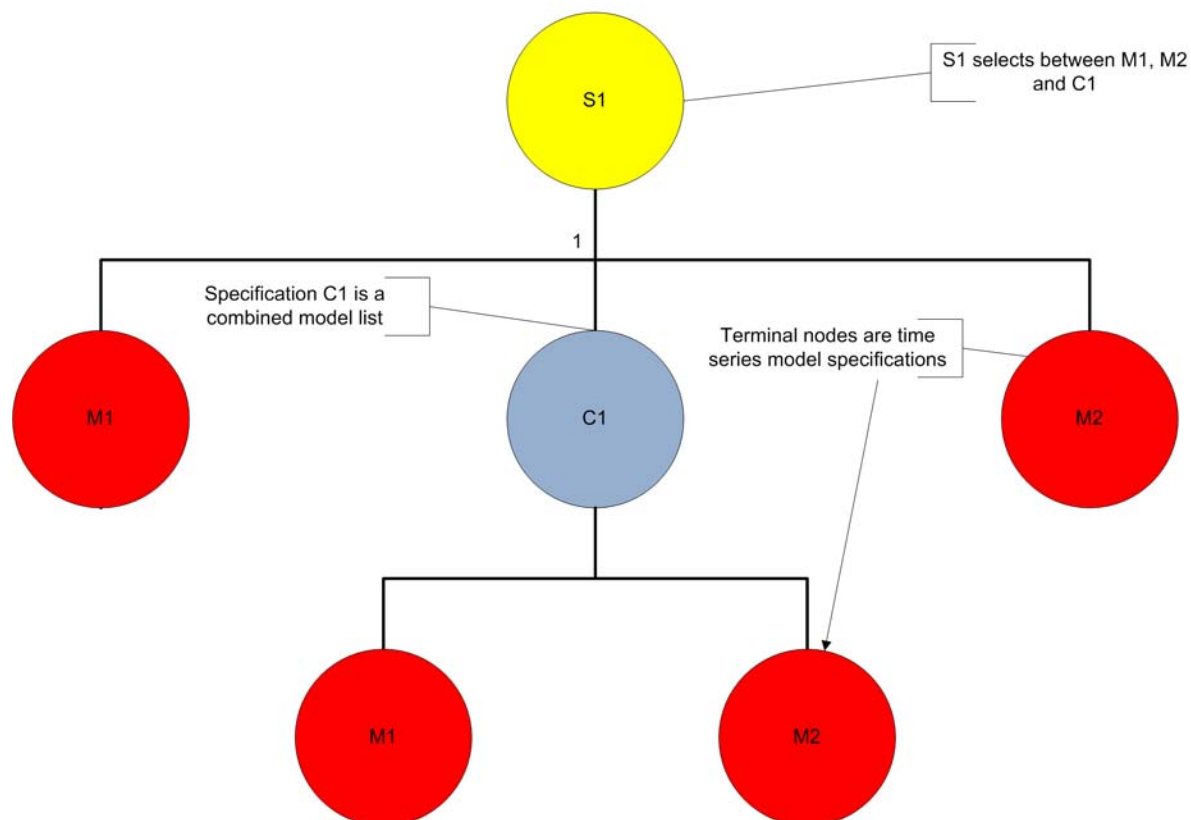 S1
S1 selects between M1, M2
and C1
1
Specification C1 is a
combined model list
Terminal nodes are time
series model specifications
M1
C1
M2
M1
M2